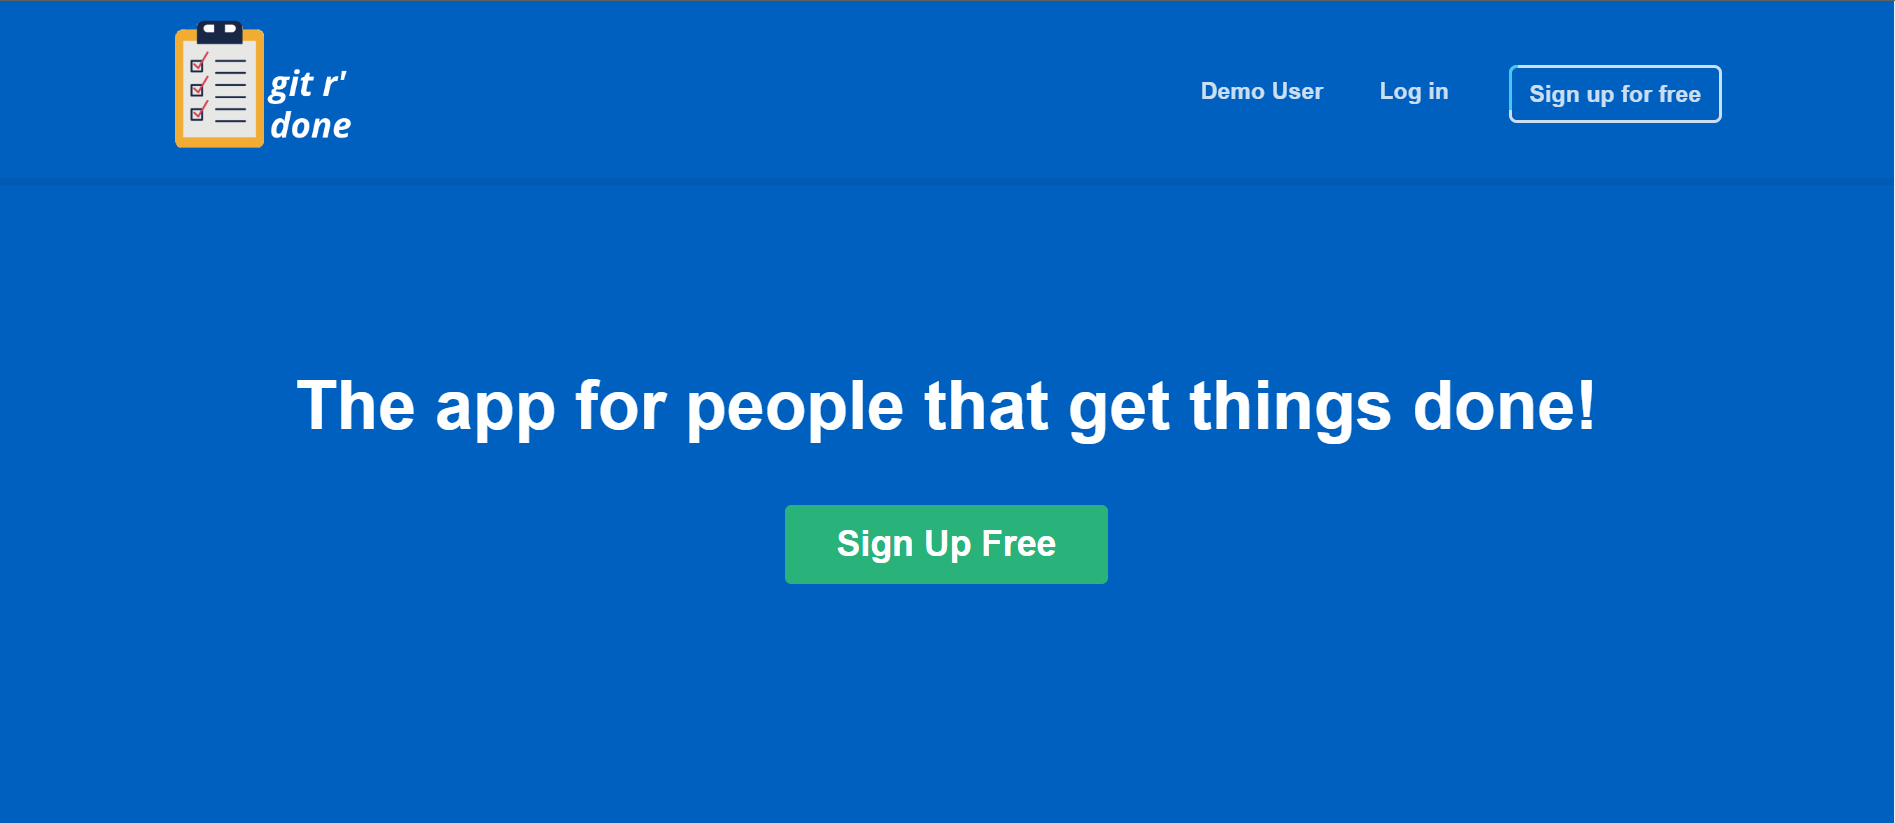 git r'
done
Demo User
Log in
Sign up for free
The app for people that get things done!
Sign Up Free